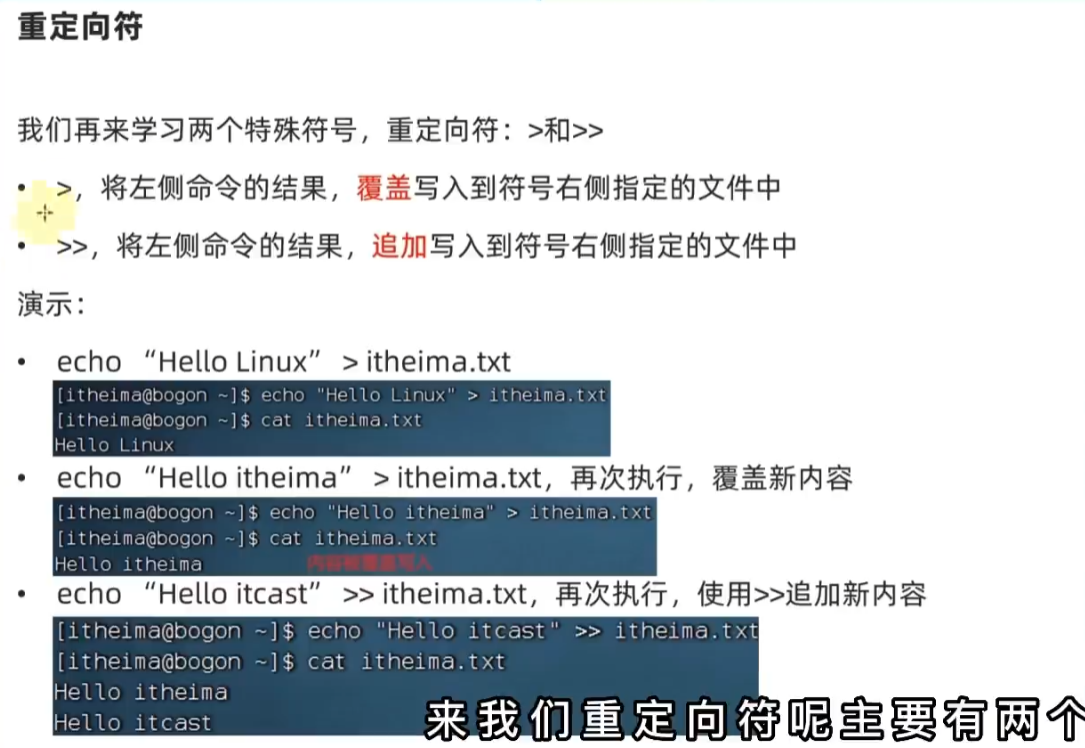 重定向符
我们再来学习两个特殊符号，重定向符：>和>>
• >，将左侧命令的结果，覆盖写入到符号右侧指定的文件中
• >>，将左侧命令的结果，追加写入到符号右侧指定的文件中
演示：
• echo “Hello Linux” > itheima.txt
[itheima@bogon ~]$ echo "Hello Linux" > itheima.txt
[itheima@bogon ~]$ cat itheima.txt
Hello Linux
• echo “Hello itheima” > itheima.txt，再次执行，覆盖新内容
[itheima@bogon ~]$ echo "Hello itheima" > itheima.txt
[itheima@bogon ~]$ cat itheima.txt
Hello itheima
• echo “Hello itcast” >> itheima.txt，再次执行，使用>>追加新内容
[itheima@bogon ~]$ echo "Hello itcast" >> itheima.txt
[itheima@bogon ~]$ cat itheima.txt
Hello itheima
Hello itcast
来我们重定向符呢主要有两个